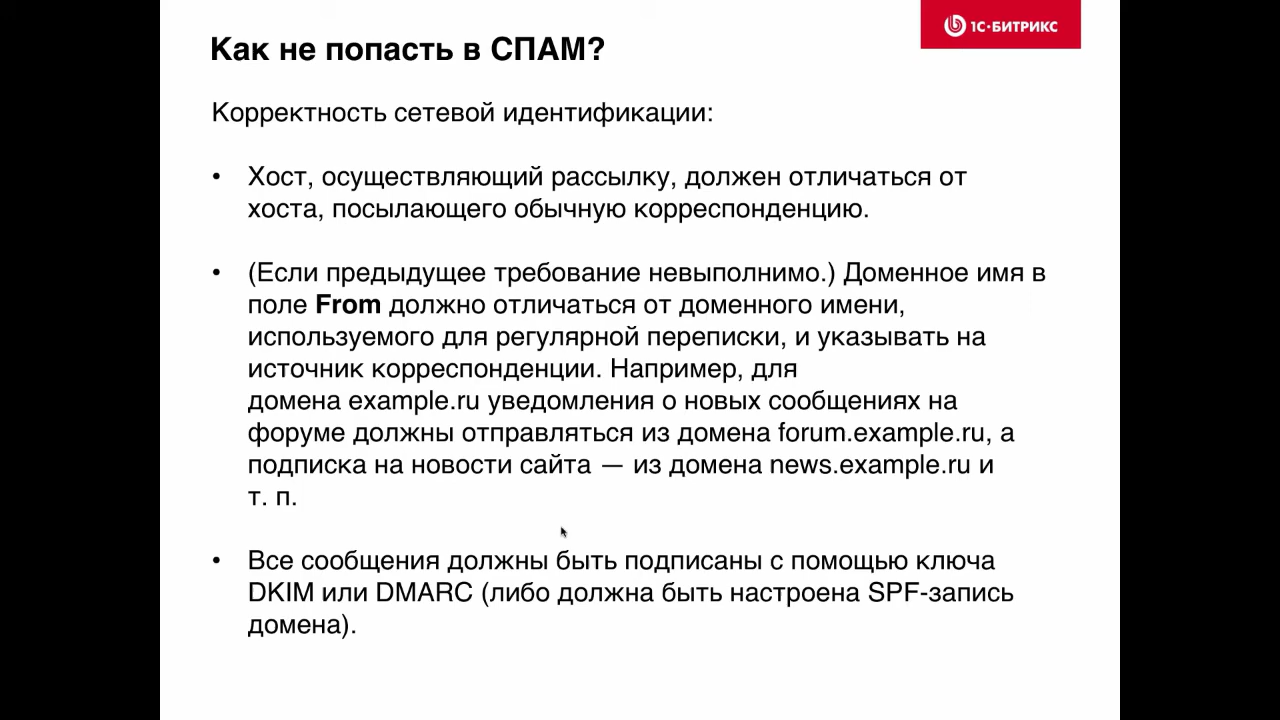 1С-БИТРИКС
Как не попасть в СПАМ?
Корректность сетевой идентификации:
• Хост, осуществляющий рассылку, должен отличаться от
хоста, посылающего обычную корреспонденцию.
• (Если предыдущее требование невыполнимо.) Доменное имя в
поле From должно отличаться от доменного имени,
используемого для регулярной переписки, и указывать на
источник корреспонденции. Например, для
домена example.ru уведомления о новых сообщениях на
форуме должны отправляться из домена forum.example.ru, а
подписка на новости сайта — из домена news.example.ru и
т. п.
• Все сообщения должны быть подписаны с помощью ключа
DKIM или DMARC (либо должна быть настроена SPF-запись
домена).